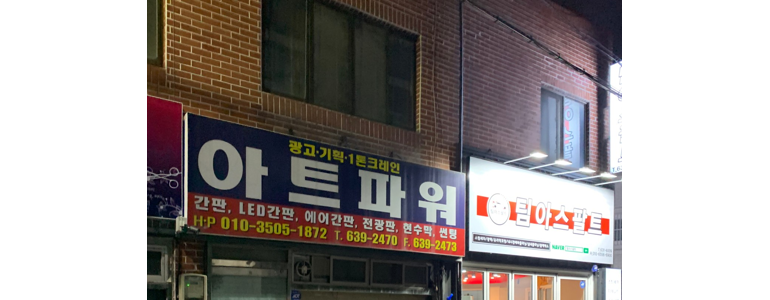 광고·기획·1톤크레인
아트파워
간판, LED간판, 에어간판, 전광판, 현수막, 썬팅
H·P 010-3505-1872 T. 639-2470 F. 639-2473
팀아스팔트
NAVER